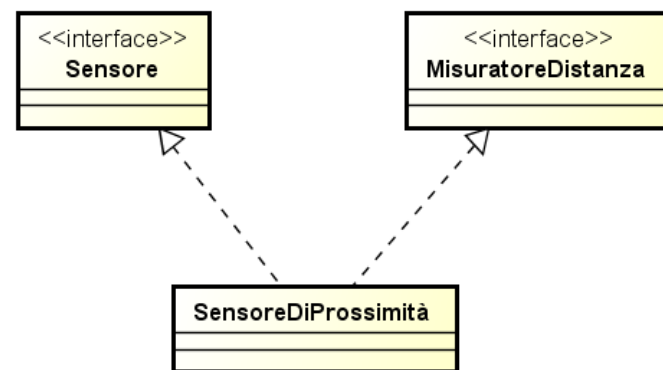 <<interface>>
Sensore
<<interface>>
MisuratoreDistanza
SensoreDiProssimità